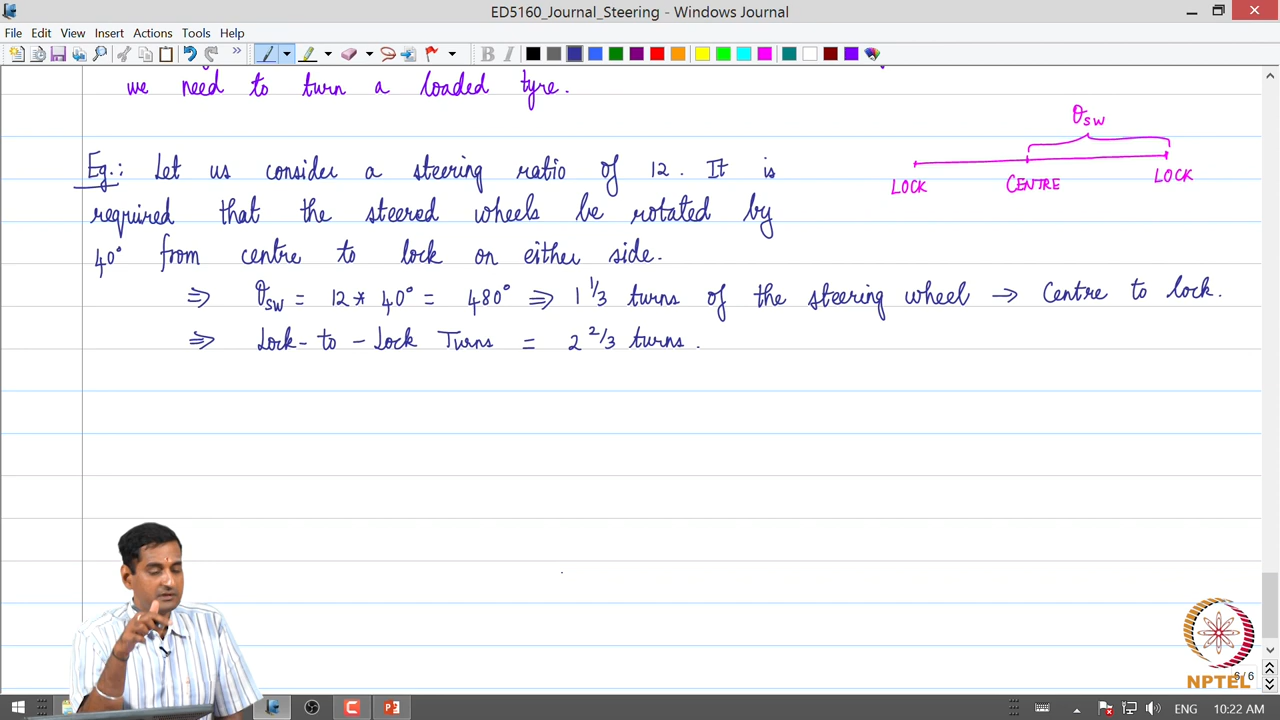 ED5160_Journal_Steering - Windows Journal
File Edit View Insert Actions Tools Help
B I
we need to turn a loaded tyre.
θSW
LOCK CENTRE LOCK
Eg.: Let us consider a steering ratio of 12. It is
required that the steered wheels be rotated by
40° from centre to lock on either side.
⇒ θSW = 12 * 40° = 480° ⇒ 1 1/3 turns of the steering wheel → Centre to lock.
⇒ Lock-to-Lock Turns = 2 2/3 turns.
NPTEL
ENG 10:22 AM